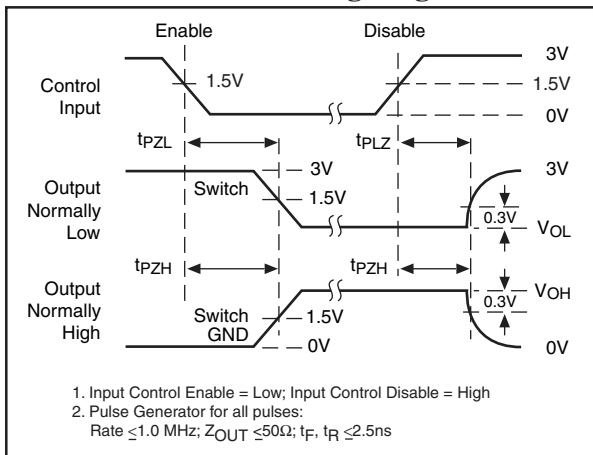 Enable
Disable
Control
Input
1.5V
3V
1.5V
0V
tPZL
tPLZ
Output
Normally
Low
Switch
3V
1.5V
3V
0.3V
VOL
tPZH
tPZH
Output
Normally
High
Switch
GND
1.5V
0V
VOH
0.3V
0V
1. Input Control Enable = Low; Input Control Disable = High
2. Pulse Generator for all pulses:
Rate ≤1.0 MHz; ZOUT ≤50Ω; tF, tR ≤2.5ns